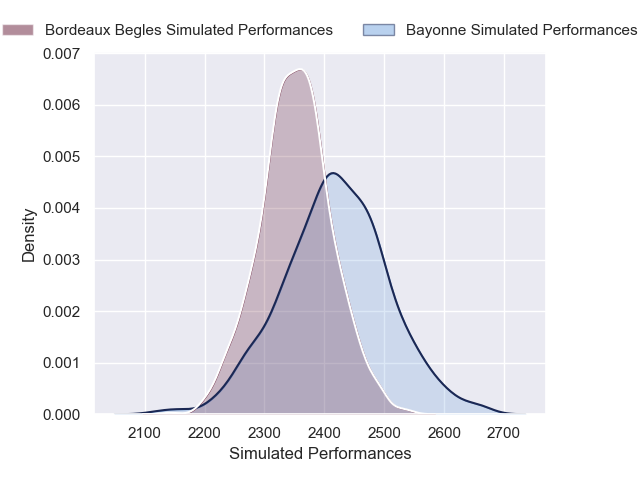 Bordeaux Begles Simulated Performances Bayonne Simulated Performances
0.007
0.006
0.005
0.004
0.003
0.002
0.001
0.000
Density
2100 2200 2300 2400 2500 2600 2700
Simulated Performances